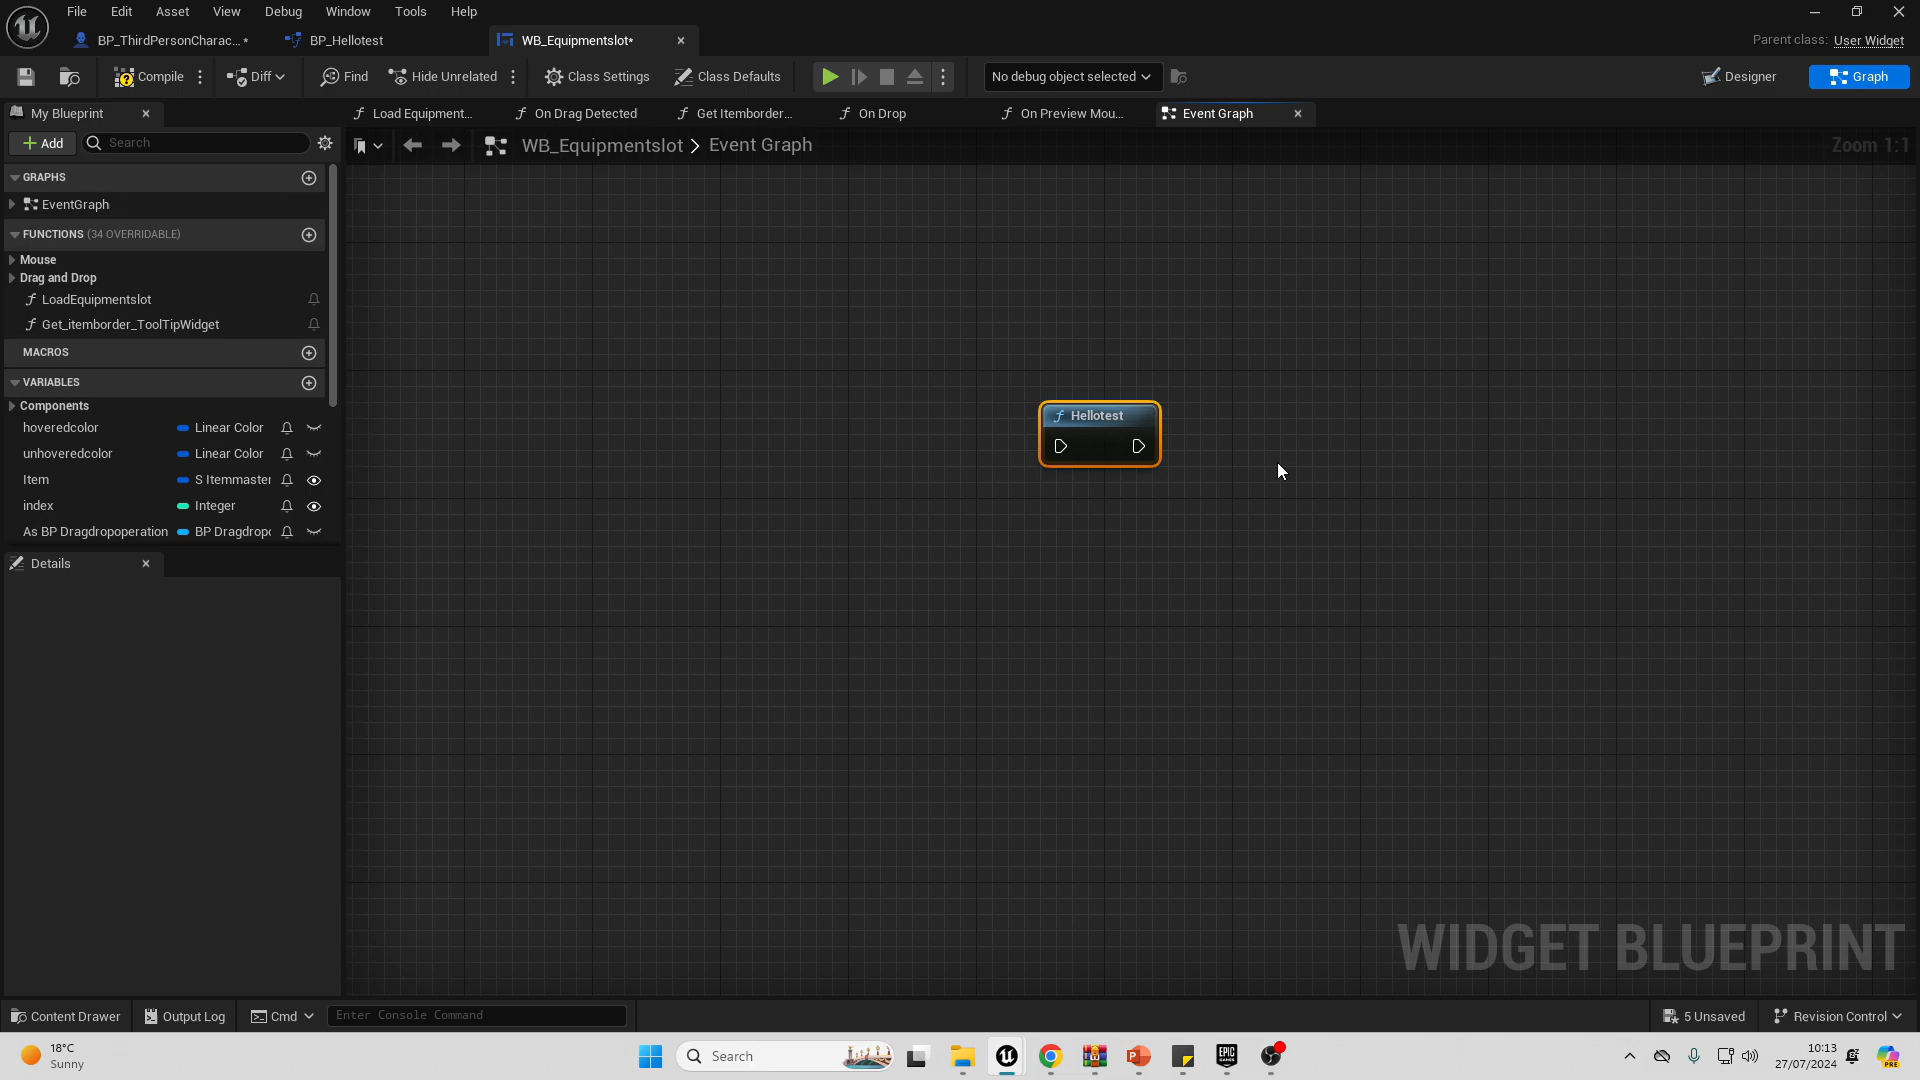 File Edit Asset View Debug Window Tools Help
BP_ThirdPersonCharac...* BP_Hellotest WB_Equipmentslot* Parent class: User Widget
Compile Diff Find Hide Unrelated Class Settings Class Defaults No debug object selected Designer Graph
My Blueprint Load Equipment... On Drag Detected Get Itemborder... On Drop On Preview Mou... Event Graph
+ Add Search WB_Equipmentslot > Event Graph Zoom 1:1
GRAPHS
EventGraph
FUNCTIONS (34 OVERRIDABLE)
Mouse
Drag and Drop
LoadEquipmentslot
Get_itemborder_ToolTipWidget
MACROS
VARIABLES
Components
hoveredcolor Linear Color
unhoveredcolor Linear Color
Item S Itemmaster
index Integer
As BP Dragdropoperation BP Dragdrop
Details
Hellotest
WIDGET BLUEPRINT
Content Drawer Output Log Cmd Enter Console Command 5 Unsaved Revision Control
18°C
Sunny
Search
10:13
27/07/2024
PRE